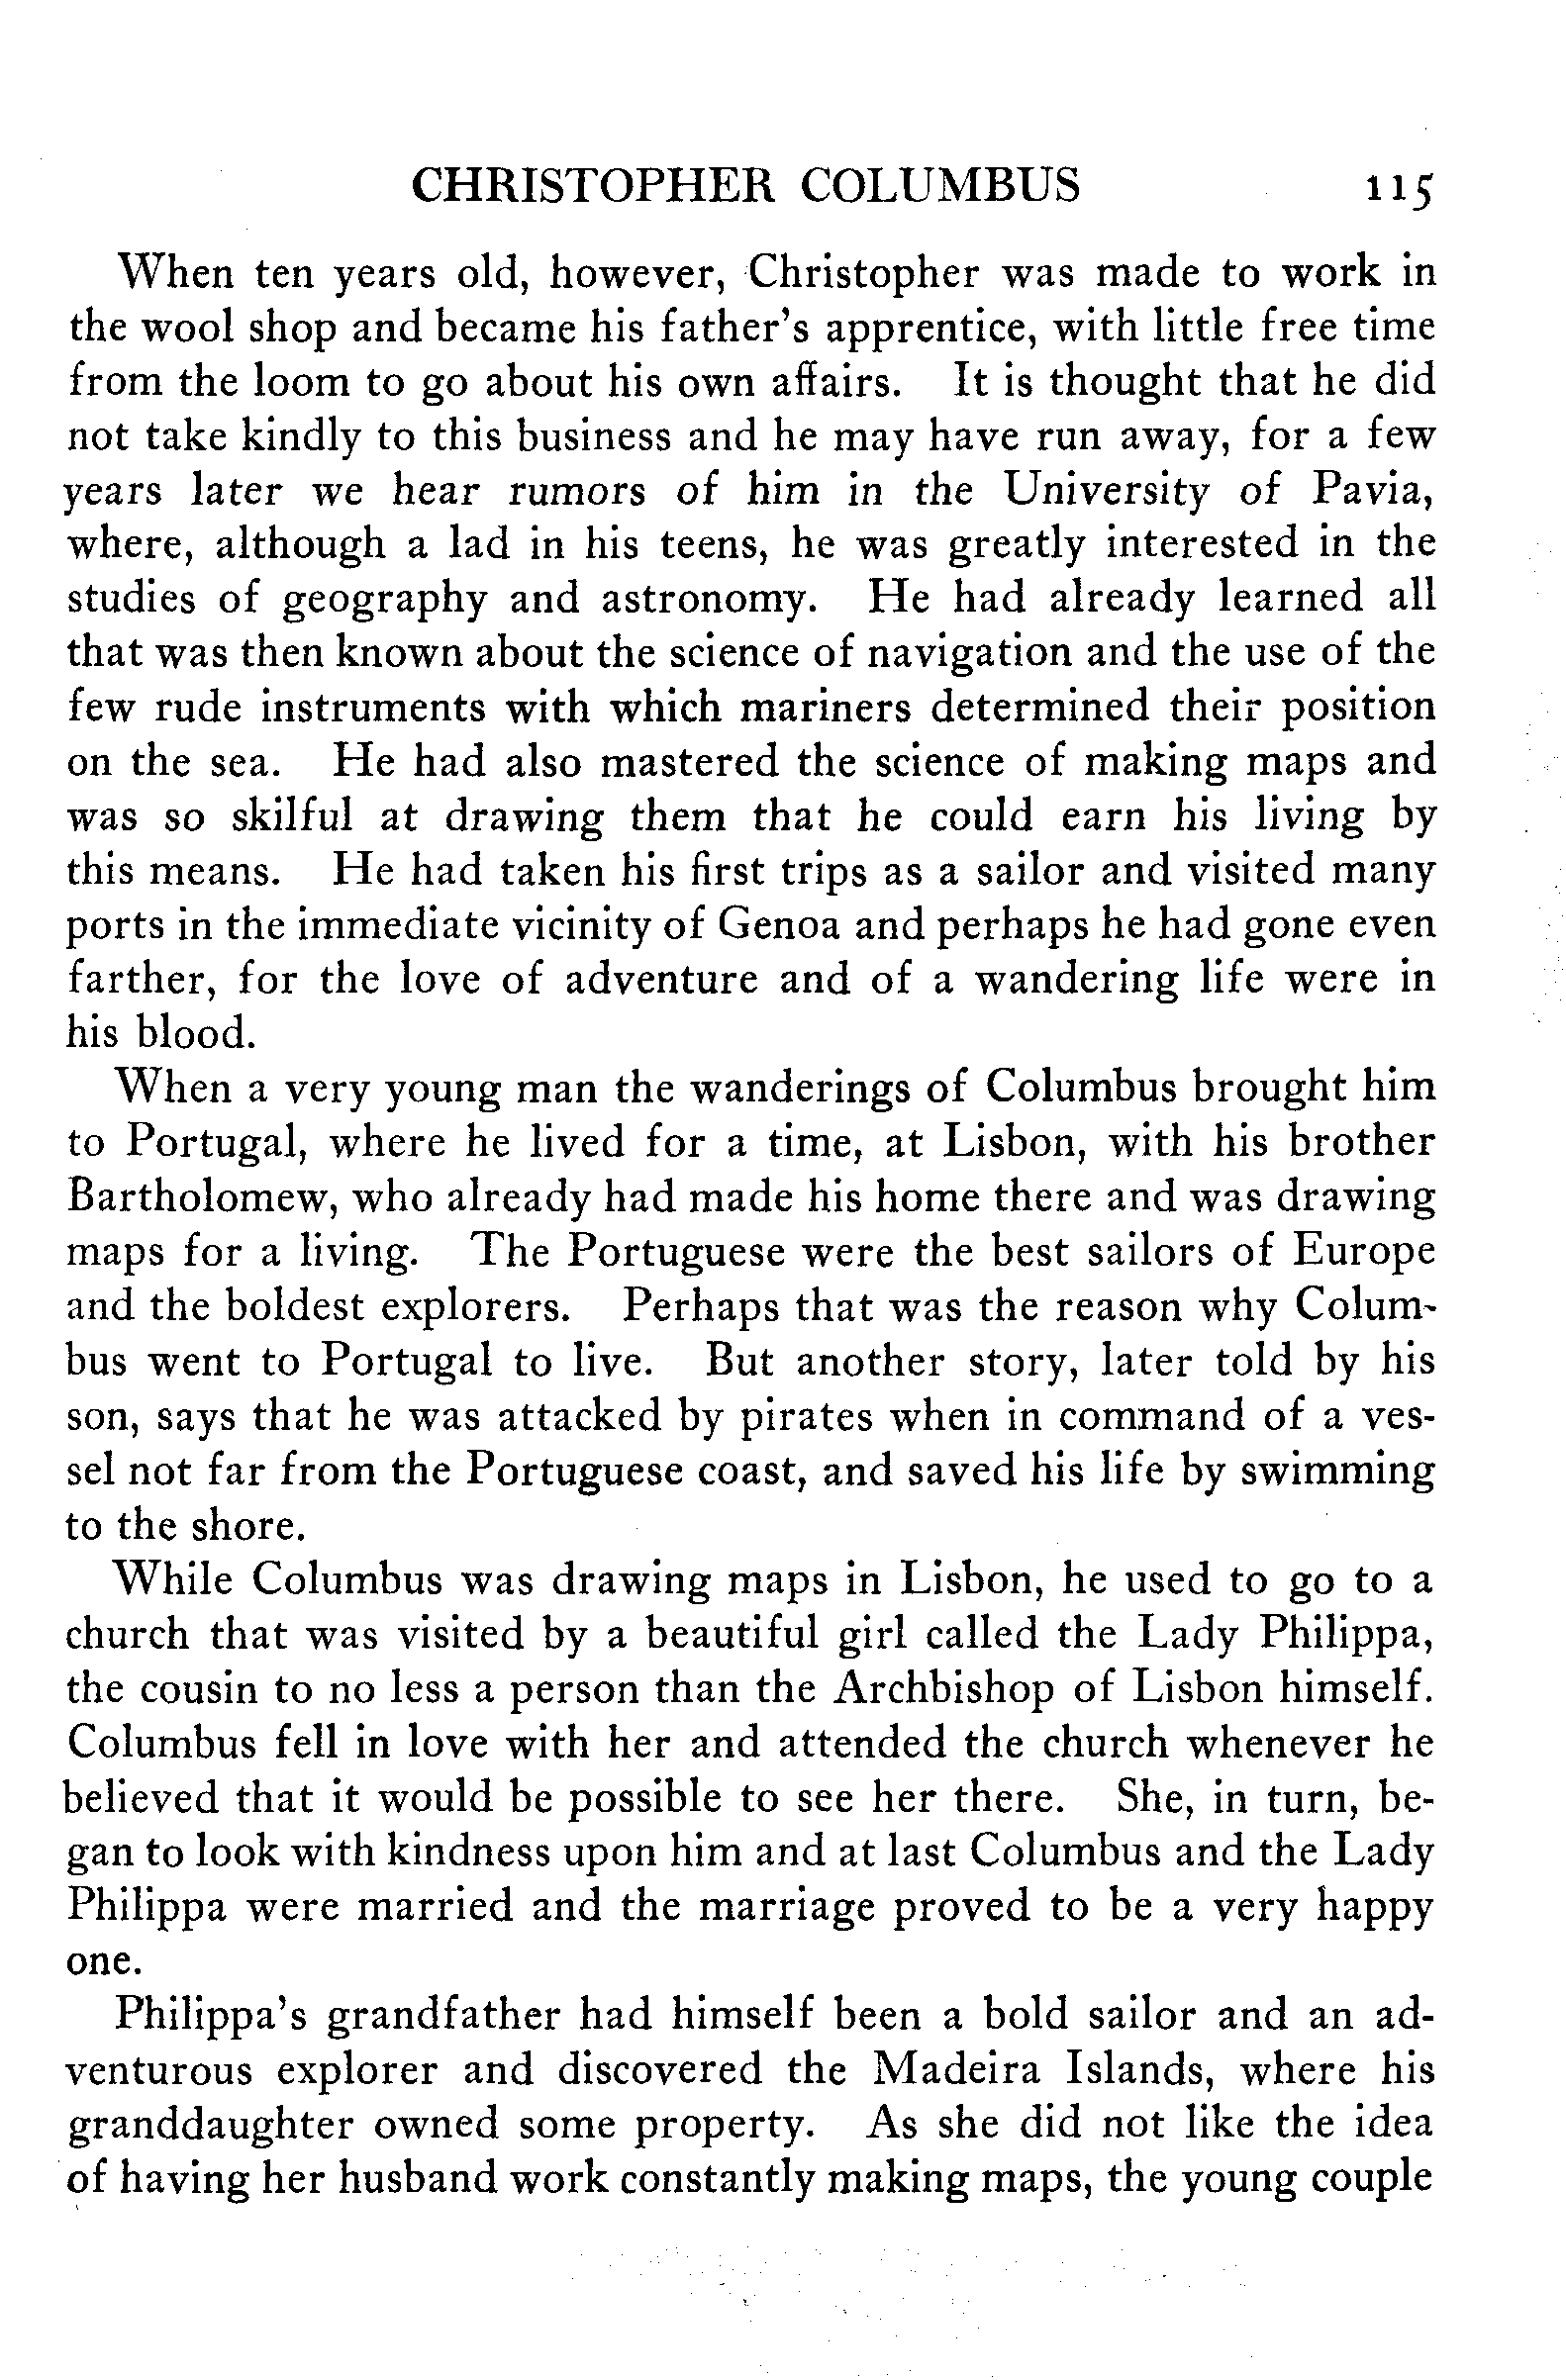 CHRISTOPHER COLUMBUS 115
When ten years old, however, Christopher was made to work in
the wool shop and became his father's apprentice, with little free time
from the loom to go about his own affairs. It is thought that he did
not take kindly to this business and he may have run away, for a few
years later we hear rumors of him in the University of Pavia,
where, although a lad in his teens, he was greatly interested in the
studies of geography and astronomy. He had already learned all
that was then known about the science of navigation and the use of the
few rude instruments with which mariners determined their position
on the sea. He had also mastered the science of making maps and
was so skilful at drawing them that he could earn his living by
this means. He had taken his first trips as a sailor and visited many
ports in the immediate vicinity of Genoa and perhaps he had gone even
farther, for the love of adventure and of a wandering life were in
his blood.
When a very young man the wanderings of Columbus brought him
to Portugal, where he lived for a time, at Lisbon, with his brother
Bartholomew, who already had made his home there and was drawing
maps for a living. The Portuguese were the best sailors of Europe
and the boldest explorers. Perhaps that was the reason why Colum-
bus went to Portugal to live. But another story, later told by his
son, says that he was attacked by pirates when in command of a ves-
sel not far from the Portuguese coast, and saved his life by swimming
to the shore.
While Columbus was drawing maps in Lisbon, he used to go to a
church that was visited by a beautiful girl called the Lady Philippa,
the cousin to no less a person than the Archbishop of Lisbon himself.
Columbus fell in love with her and attended the church whenever he
believed that it would be possible to see her there. She, in turn, be-
gan to look with kindness upon him and at last Columbus and the Lady
Philippa were married and the marriage proved to be a very happy
one.
Philippa's grandfather had himself been a bold sailor and an ad-
venturous explorer and discovered the Madeira Islands, where his
granddaughter owned some property. As she did not like the idea
of having her husband work constantly making maps, the young couple